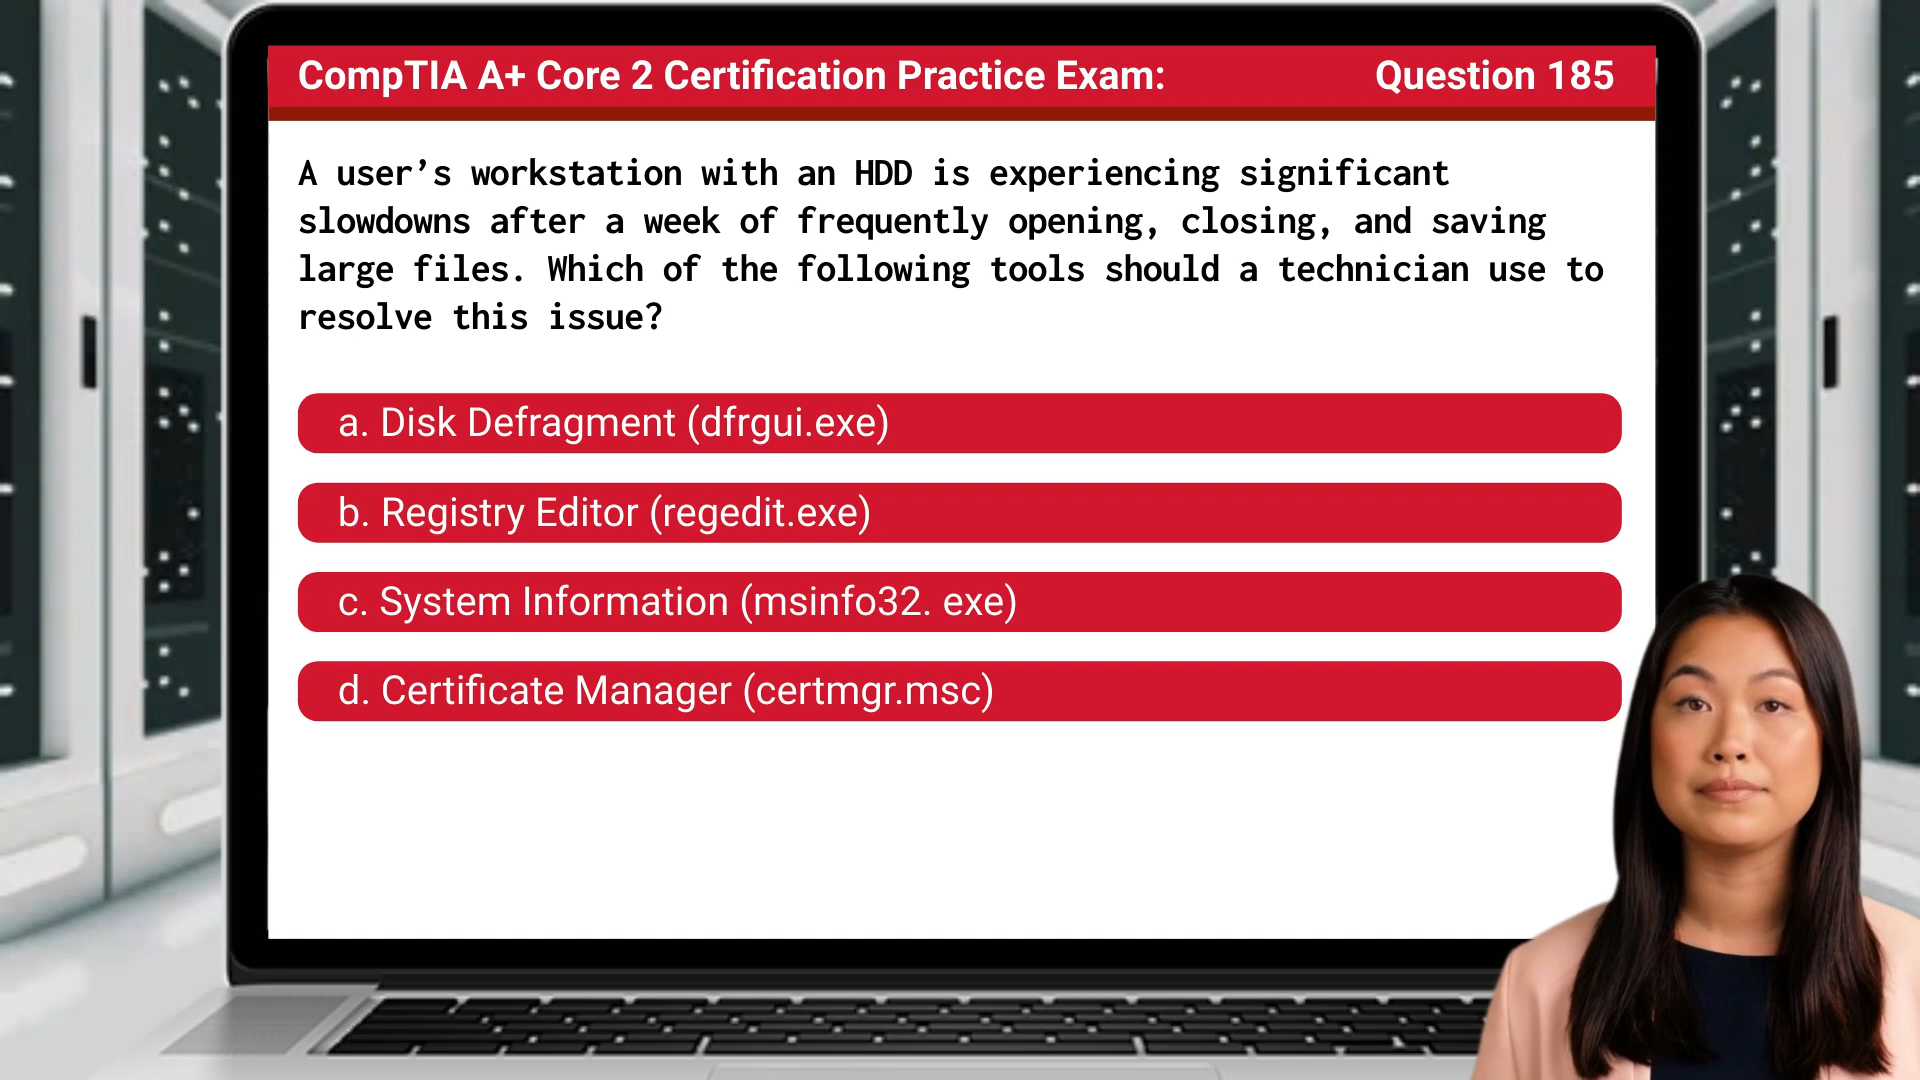 CompTIA A+ Core 2 Certification Practice Exam: Question 185
A user’s workstation with an HDD is experiencing significant
slowdowns after a week of frequently opening, closing, and saving
large files. Which of the following tools should a technician use to
resolve this issue?
a. Disk Defragment (dfrgui.exe)
b. Registry Editor (regedit.exe)
c. System Information (msinfo32. exe)
d. Certificate Manager (certmgr.msc)